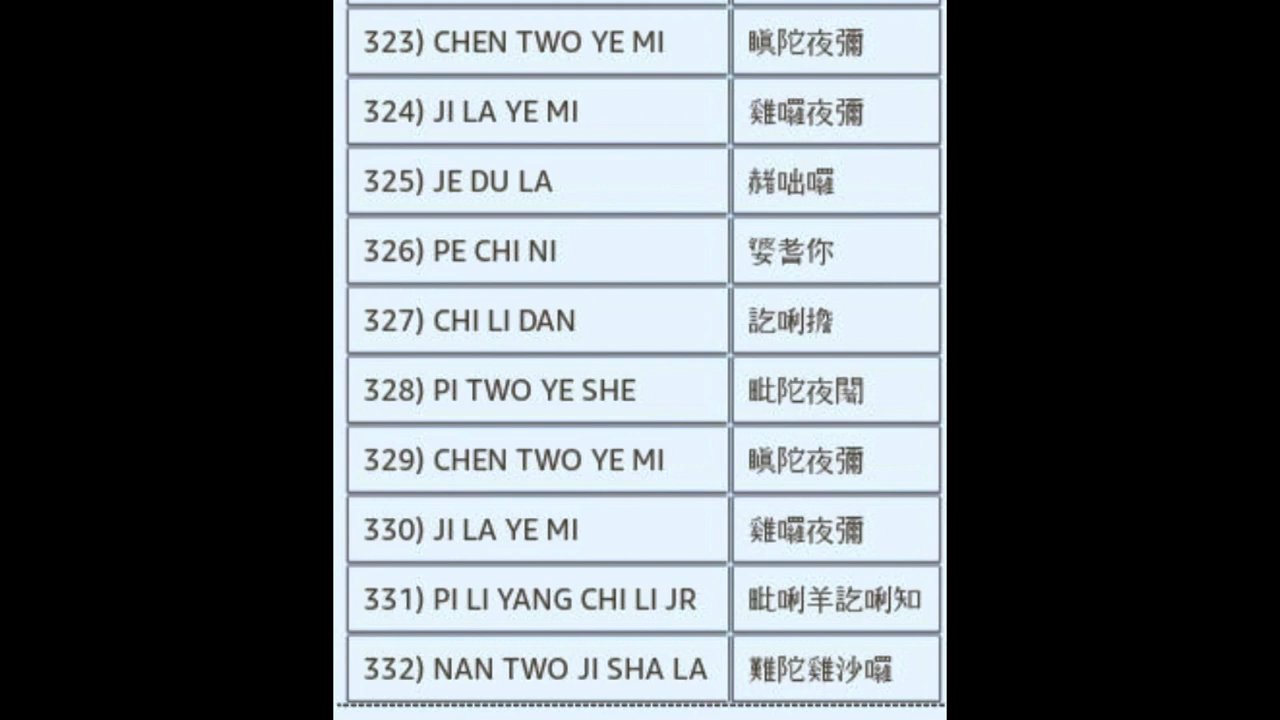 323) CHEN TWO YE MI 瞋陀夜彌
324) JI LA YE MI 雞囉夜彌
325) JE DU LA 赭咄囉
326) PE CHI NI 婆耆你
327) CHI LI DAN 訖唎擔
328) PI TWO YE SHE 毗陀夜闍
329) CHEN TWO YE MI 瞋陀夜彌
330) JI LA YE MI 雞囉夜彌
331) PI LI YANG CHI LI JR 毗唎羊訖唎知
332) NAN TWO JI SHA LA 難陀雞沙囉